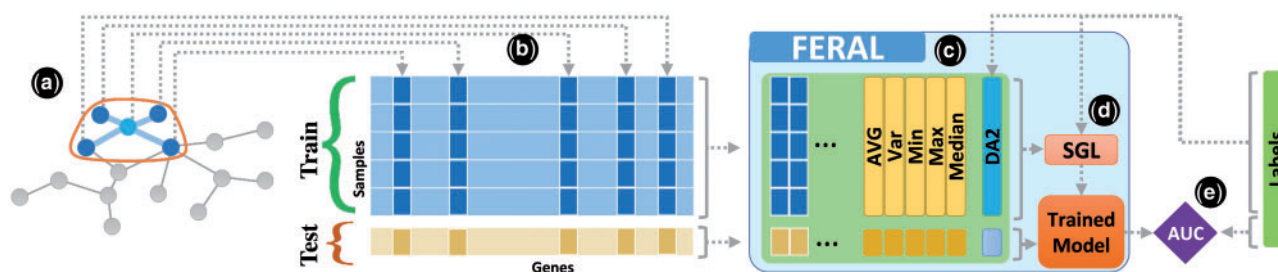 (a)
(b)
Train
Samples
Test
Genes
FERAL
(c)
...
AVG
Var
Min
Max
Median
DA2
...
(d)
SGL
Trained
Model
(e)
AUC
Labels